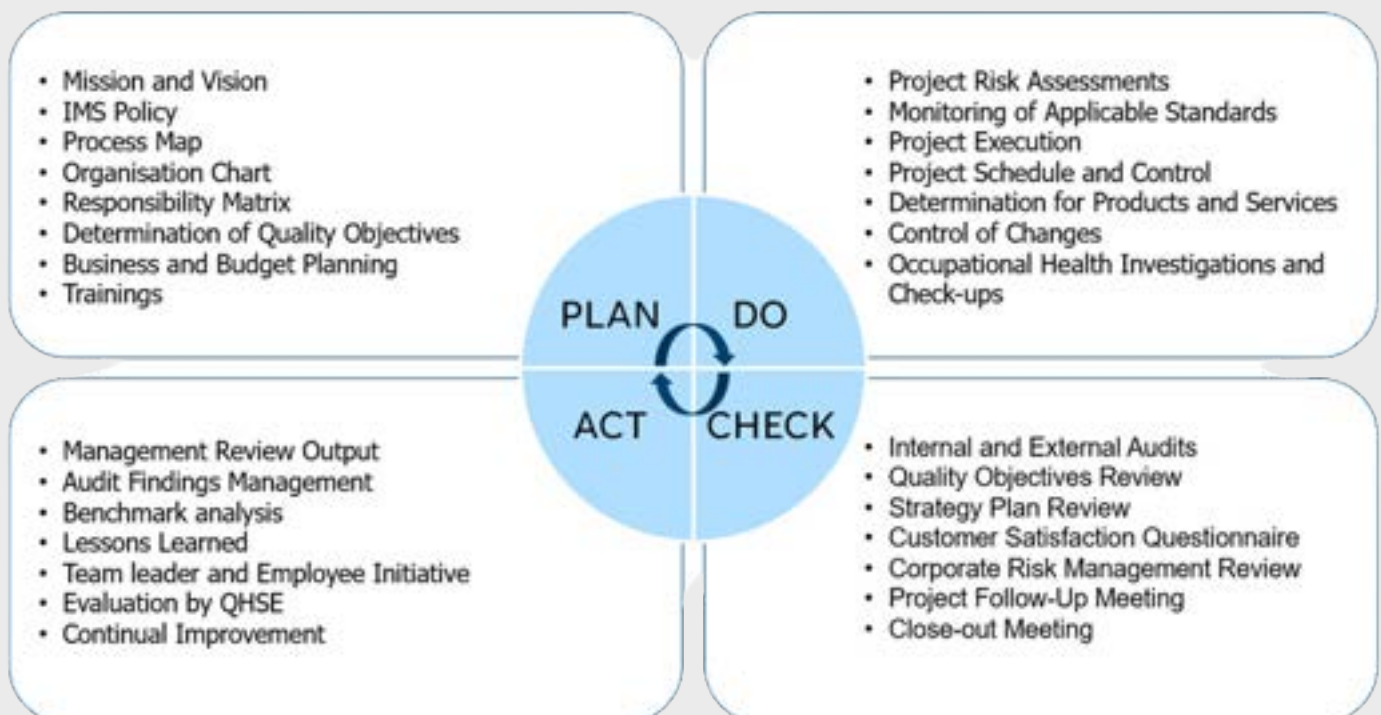 • Mission and Vision
• IMS Policy
• Process Map
• Organisation Chart
• Responsibility Matrix
• Determination of Quality Objectives
• Business and Budget Planning
• Trainings
• Project Risk Assessments
• Monitoring of Applicable Standards
• Project Execution
• Project Schedule and Control
• Determination for Products and Services
• Control of Changes
• Occupational Health Investigations and
Check-ups
PLAN
DO
ACT
CHECK
• Management Review Output
• Audit Findings Management
• Benchmark analysis
• Lessons Learned
• Team leader and Employee Initiative
• Evaluation by QHSE
• Continual Improvement
• Internal and External Audits
• Quality Objectives Review
• Strategy Plan Review
• Customer Satisfaction Questionnaire
• Corporate Risk Management Review
• Project Follow-Up Meeting
• Close-out Meeting